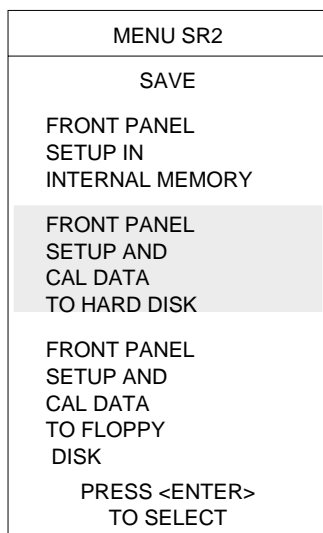 MENU SR2
SAVE
FRONT PANEL
SETUP IN
INTERNAL MEMORY
FRONT PANEL
SETUP AND
CAL DATA
TO HARD DISK
FRONT PANEL
SETUP AND
CAL DATA
TO FLOPPY
DISK
PRESS <ENTER>
TO SELECT